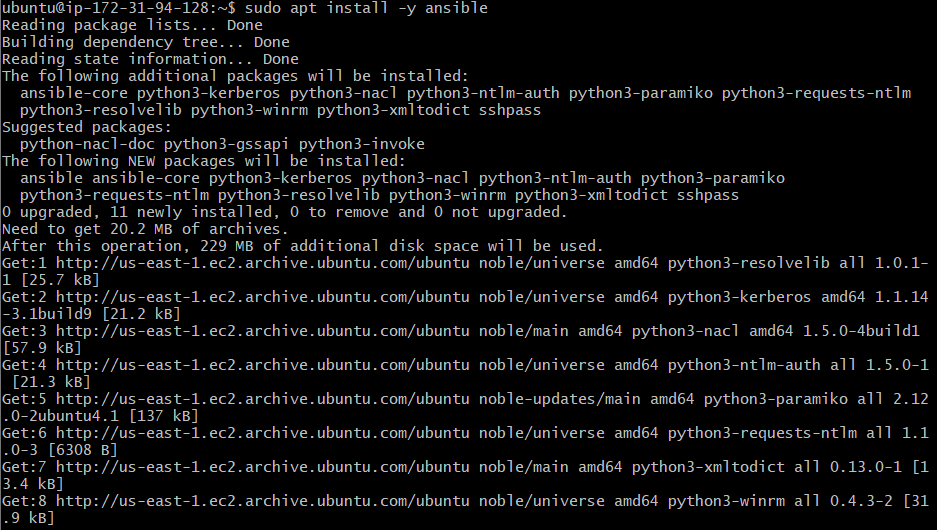 ubuntu@ip-172-31-94-128:~$ sudo apt install -y ansible
Reading package lists... Done
Building dependency tree... Done
Reading state information... Done
The following additional packages will be installed:
  ansible-core python3-kerberos python3-nacl python3-ntlm-auth python3-paramiko python3-requests-ntlm
  python3-resolvelib python3-winrm python3-xmltodict sshpass
Suggested packages:
  python-nacl-doc python3-gssapi python3-invoke
The following NEW packages will be installed:
  ansible ansible-core python3-kerberos python3-nacl python3-ntlm-auth python3-paramiko
  python3-requests-ntlm python3-resolvelib python3-winrm python3-xmltodict sshpass
0 upgraded, 11 newly installed, 0 to remove and 0 not upgraded.
Need to get 20.2 MB of archives.
After this operation, 229 MB of additional disk space will be used.
Get:1 http://us-east-1.ec2.archive.ubuntu.com/ubuntu noble/universe amd64 python3-resolvelib all 1.0.1-
1 [25.7 kB]
Get:2 http://us-east-1.ec2.archive.ubuntu.com/ubuntu noble/universe amd64 python3-kerberos amd64 1.1.14
-3.1build9 [21.2 kB]
Get:3 http://us-east-1.ec2.archive.ubuntu.com/ubuntu noble/main amd64 python3-nacl amd64 1.5.0-4build1
[57.9 kB]
Get:4 http://us-east-1.ec2.archive.ubuntu.com/ubuntu noble/universe amd64 python3-ntlm-auth all 1.5.0-1
 [21.3 kB]
Get:5 http://us-east-1.ec2.archive.ubuntu.com/ubuntu noble-updates/main amd64 python3-paramiko all 2.12
.0-2ubuntu4.1 [137 kB]
Get:6 http://us-east-1.ec2.archive.ubuntu.com/ubuntu noble/universe amd64 python3-requests-ntlm all 1.1
.0-3 [6308 B]
Get:7 http://us-east-1.ec2.archive.ubuntu.com/ubuntu noble/main amd64 python3-xmltodict all 0.13.0-1 [1
3.4 kB]
Get:8 http://us-east-1.ec2.archive.ubuntu.com/ubuntu noble/universe amd64 python3-winrm all 0.4.3-2 [31
.9 kB]